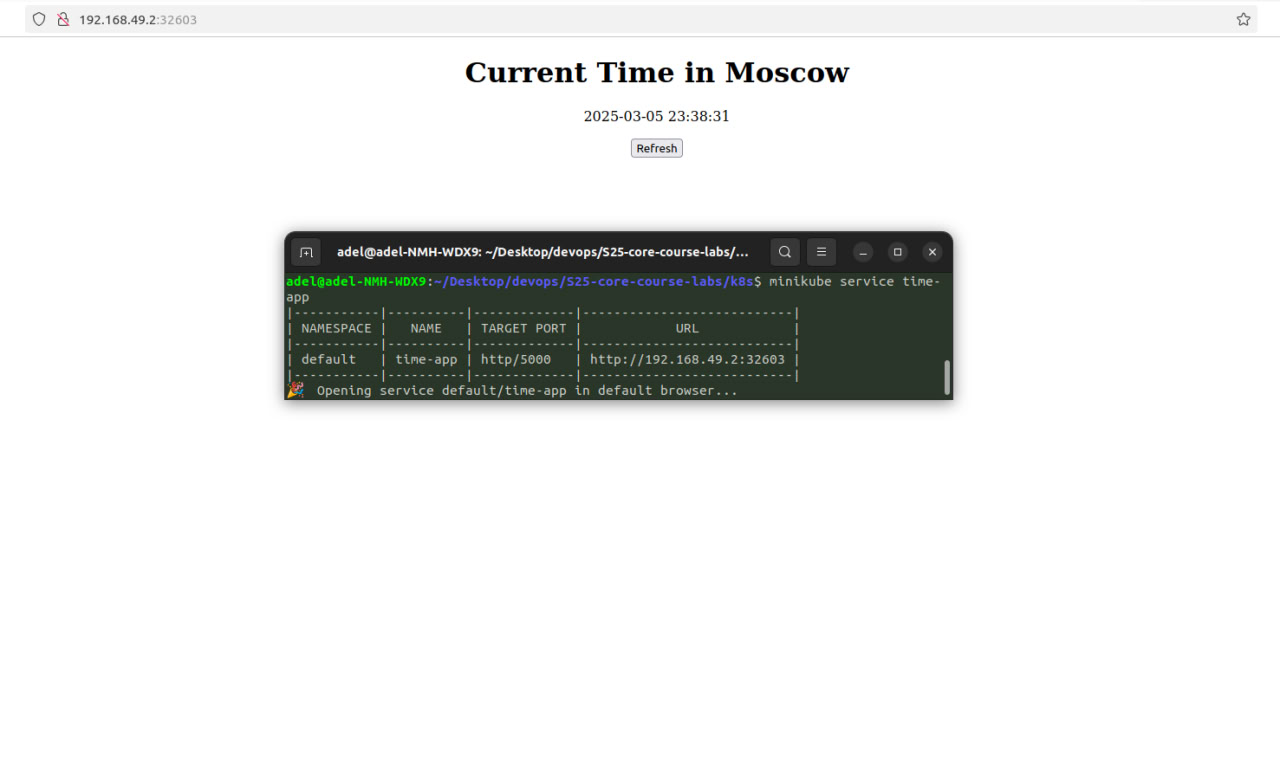 192.168.49.2:32603
Current Time in Moscow
2025-03-05 23:38:31
Refresh
adel@adel-NMH-WDX9: ~/Desktop/devops/S25-core-course-labs/...
adel@adel-NMH-WDX9:~/Desktop/devops/S25-core-course-labs/k8s$ minikube service time-
app
|-----------|----------|-------------|---------------------------|
| NAMESPACE |   NAME   | TARGET PORT |            URL            |
|-----------|----------|-------------|---------------------------|
| default   | time-app | http/5000   | http://192.168.49.2:32603 |
|-----------|----------|-------------|---------------------------|
🎉  Opening service default/time-app in default browser...